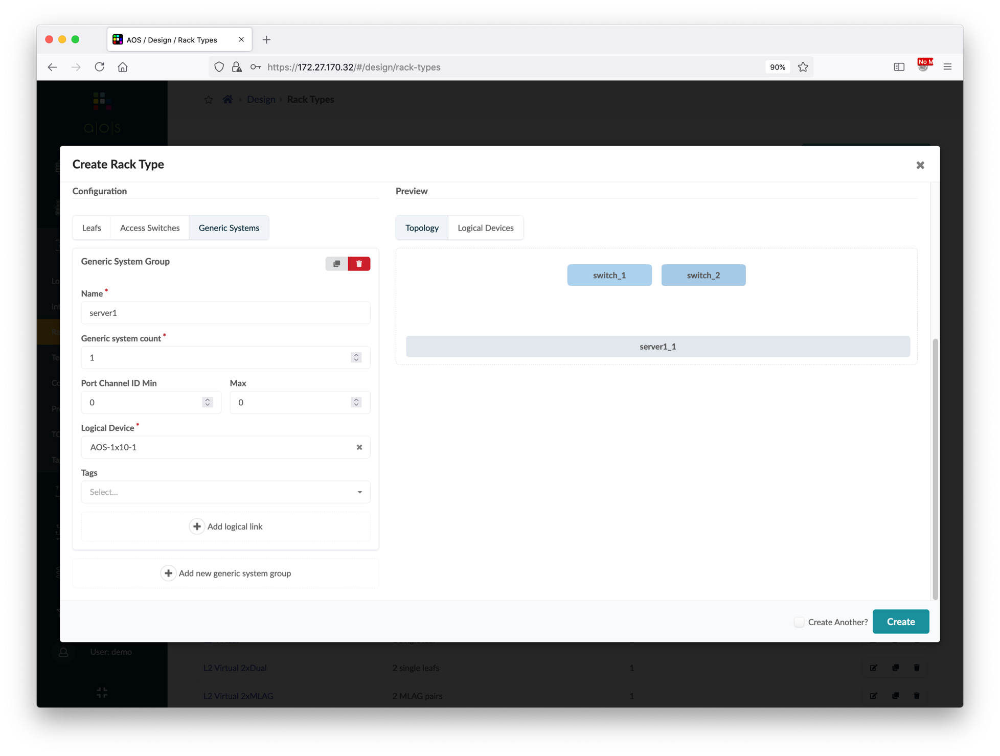 AOS / Design / Rack Types
https://172.27.170.32/#/design/rack-types
90%
No M
a|o|s
Design
Rack Types
Create Rack Type
Configuration
Preview
Leafs
Access Switches
Generic Systems
Topology
Logical Devices
Generic System Group
switch_1
switch_2
Name *
server1
server1_1
Generic system count *
1
Port Channel ID Min
Max
0
0
Logical Device *
AOS-1x10-1
Tags
Select...
Add logical link
Add new generic system group
Create Another?
Create
User: demo
L2 Virtual 2xDual
2 single leafs
1
L2 Virtual 2xMLAG
2 MLAG pairs
1